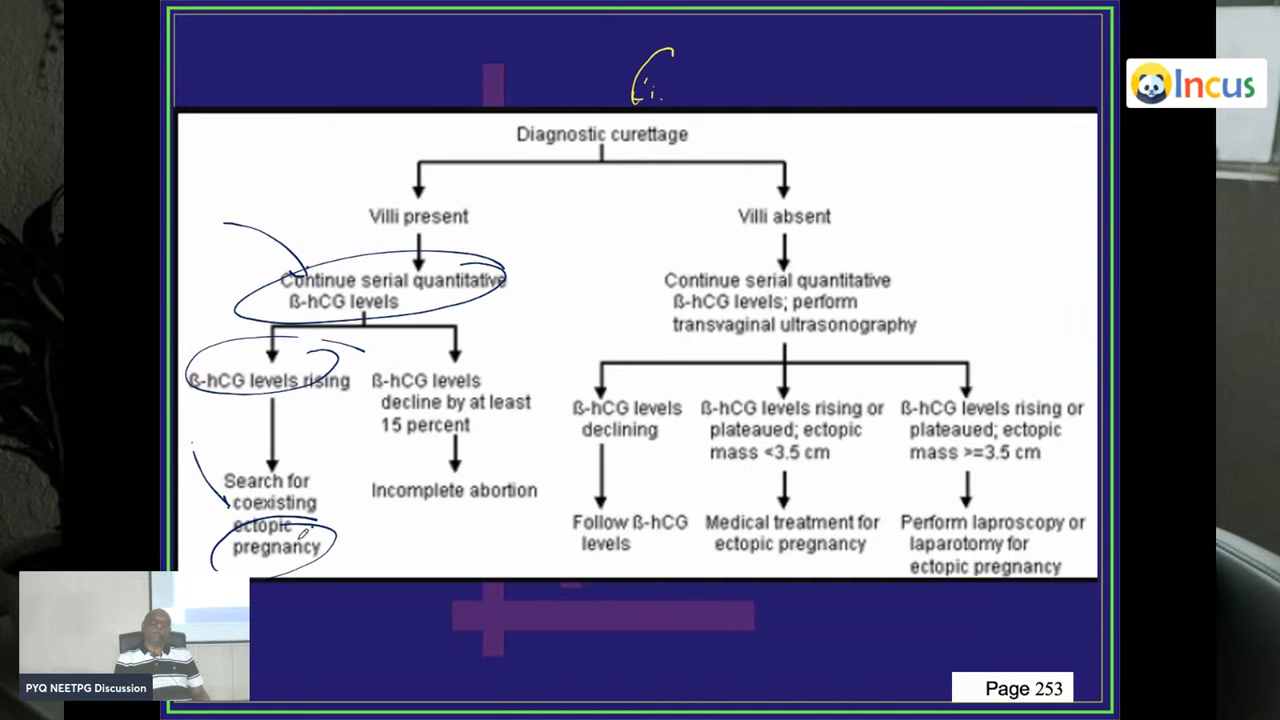 Incus
Diagnostic curettage
Villi present
Villi absent
Continue serial quantitative
ß-hCG levels
Continue serial quantitative
ß-hCG levels; perform
transvaginal ultrasonography
ß-hCG levels rising
ß-hCG levels
decline by at least
15 percent
ß-hCG levels
declining
ß-hCG levels rising or
plateaued; ectopic
mass <3.5 cm
ß-hCG levels rising or
plateaued; ectopic
mass >=3.5 cm
Search for
coexisting
ectopic
pregnancy
Incomplete abortion
Follow ß-hCG
levels
Medical treatment for
ectopic pregnancy
Perform laproscopy or
laparotomy for
ectopic pregnancy
PYQ NEETPG Discussion
Page 253